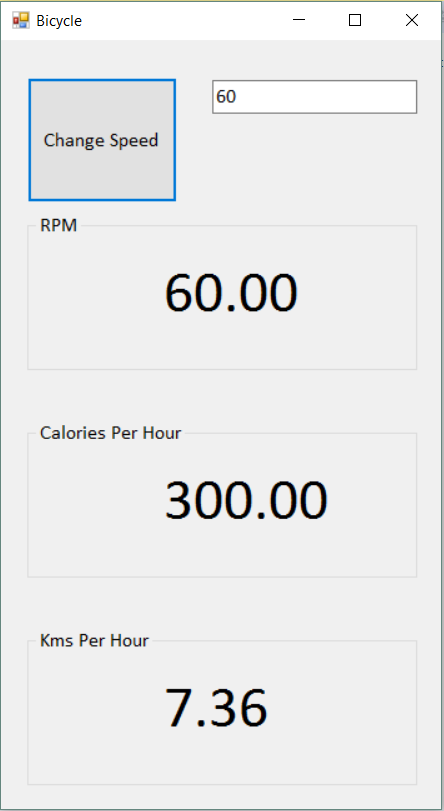 Bicycle
Change Speed
60
RPM
60.00
Calories Per Hour
300.00
Kms Per Hour
7.36